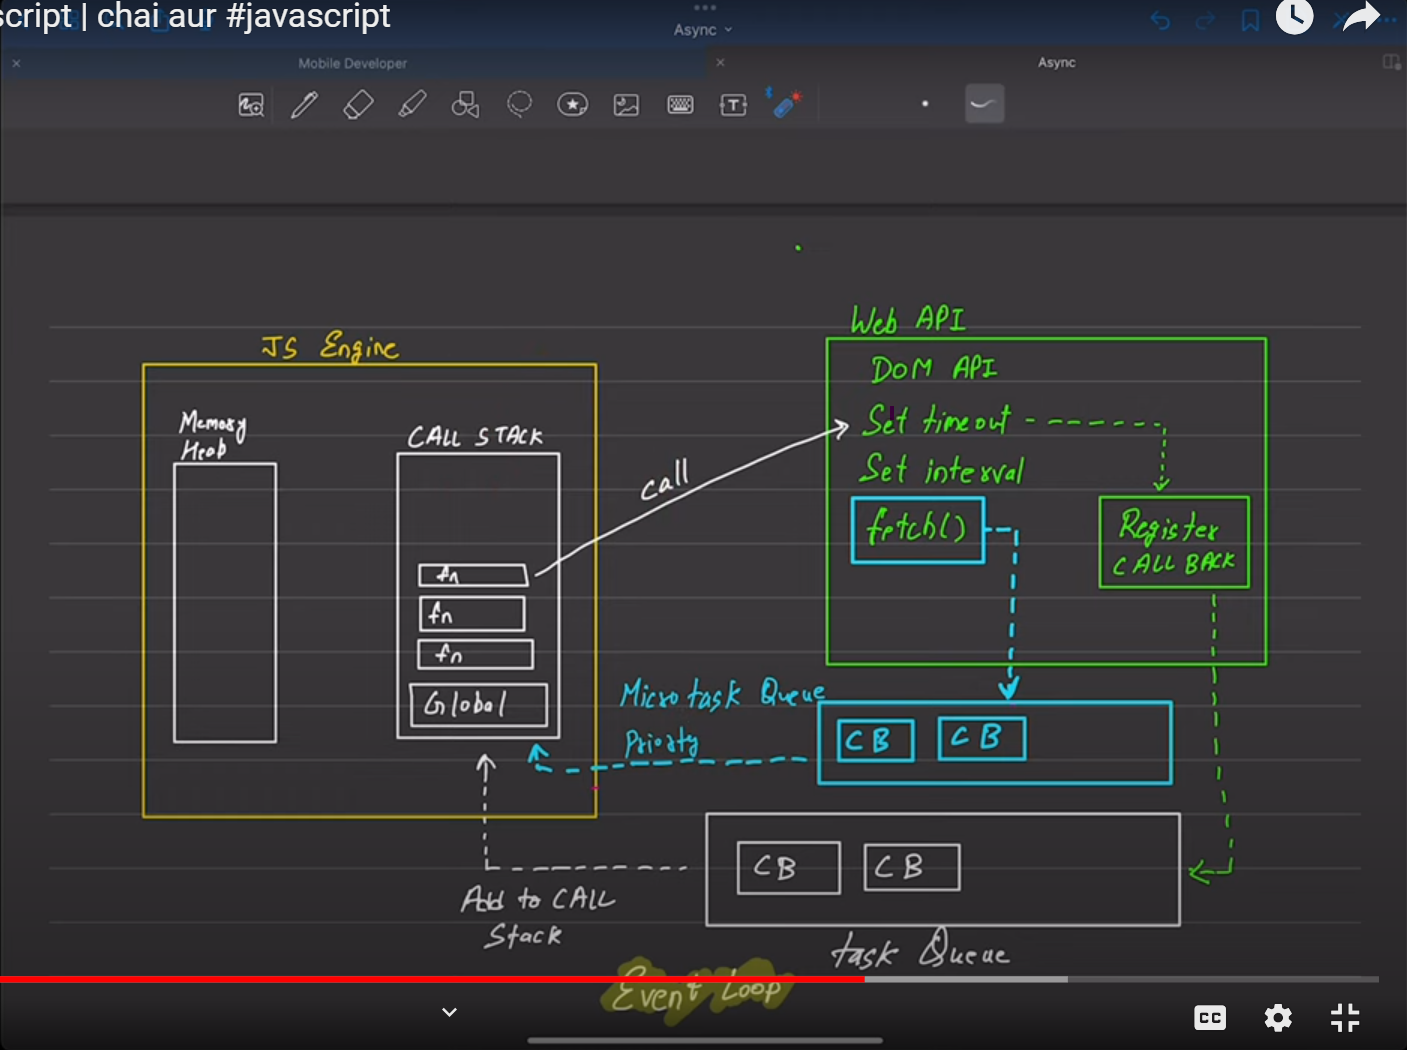 script | chai aur #javascript
Async
Mobile Developer
Async
T
JS Engine
Memory
Heap
CALL STACK
fn
fn
fn
Global
call
Web API
DOM API
Set timeout
Set interval
fetch()
Register
CALL BACK
Micro task Queue
Priority
CB
CB
CB
CB
Add to CALL
Stack
task Queue
Event Loop
CC